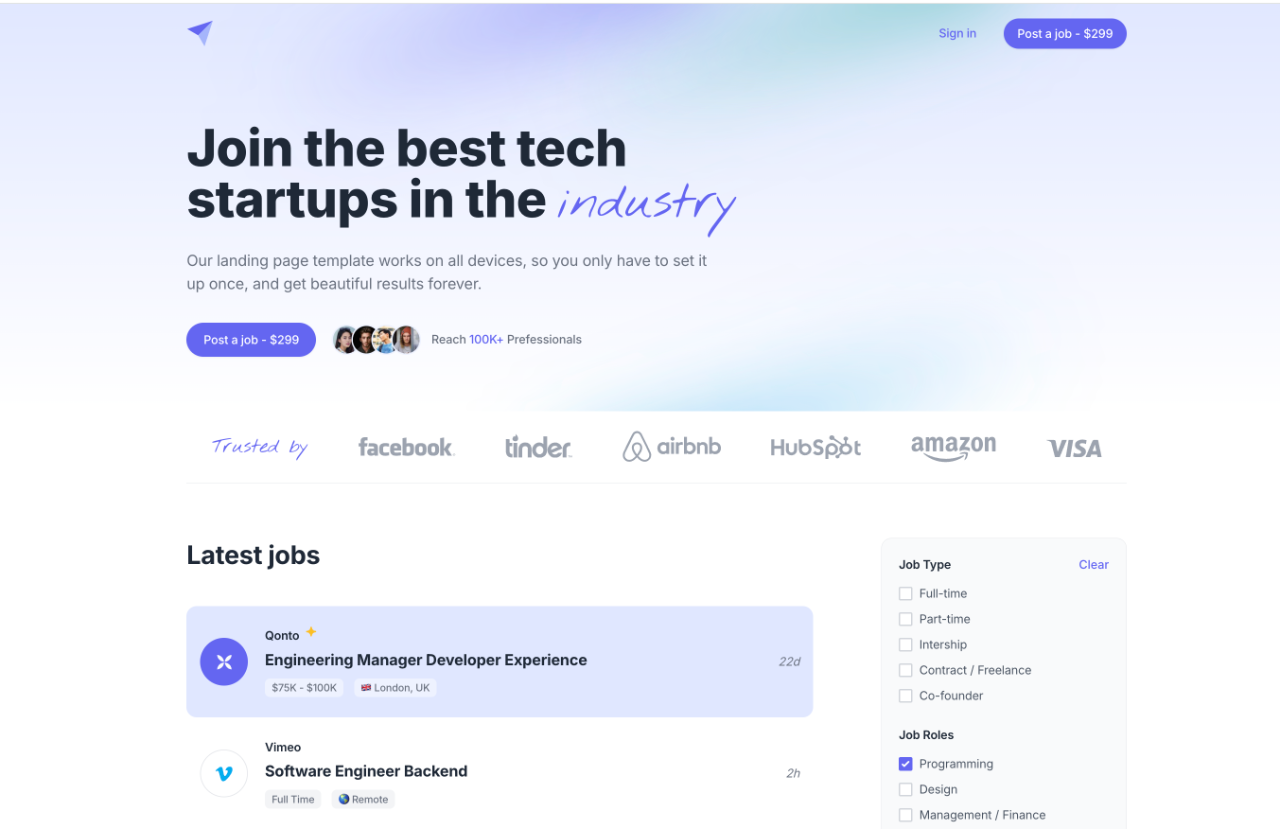 Sign in
Post a job - $299
Join the best tech
startups in the industry
Our landing page template works on all devices, so you only have to set it
up once, and get beautiful results forever.
Post a job - $299
Reach 100K+ Prefessionals
Trusted by
facebook.
tinder
airbnb
HubSpot
amazon
VISA
Latest jobs
Qonto
Engineering Manager Developer Experience
22d
$75K - $100K
London, UK
Vimeo
Software Engineer Backend
2h
Full Time
Remote
Job Type
Clear
Full-time
Part-time
Intership
Contract / Freelance
Co-founder
Job Roles
Programming
Design
Management / Finance